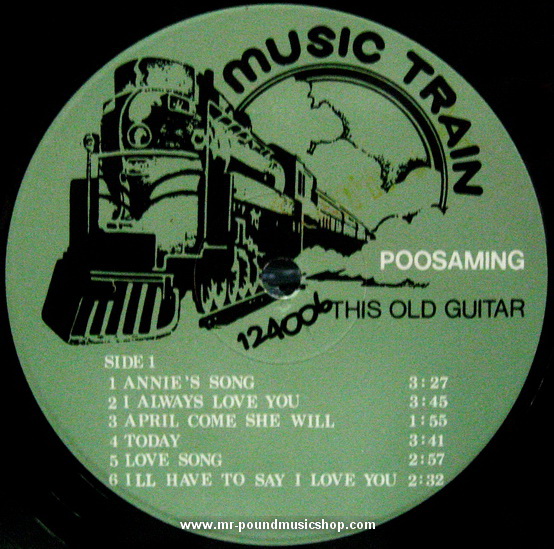 MUSIC TRAIN
POOSAMING
THIS OLD GUITAR
12400b
SIDE 1
1 ANNIE'S SONG 3:27
2 I ALWAYS LOVE YOU 3:45
3 APRIL COME SHE WILL 1:55
4 TODAY 3:41
5 LOVE SONG 2:57
6 ILL HAVE TO SAY I LOVE YOU 2:32
www.mr-poundmusicshop.com